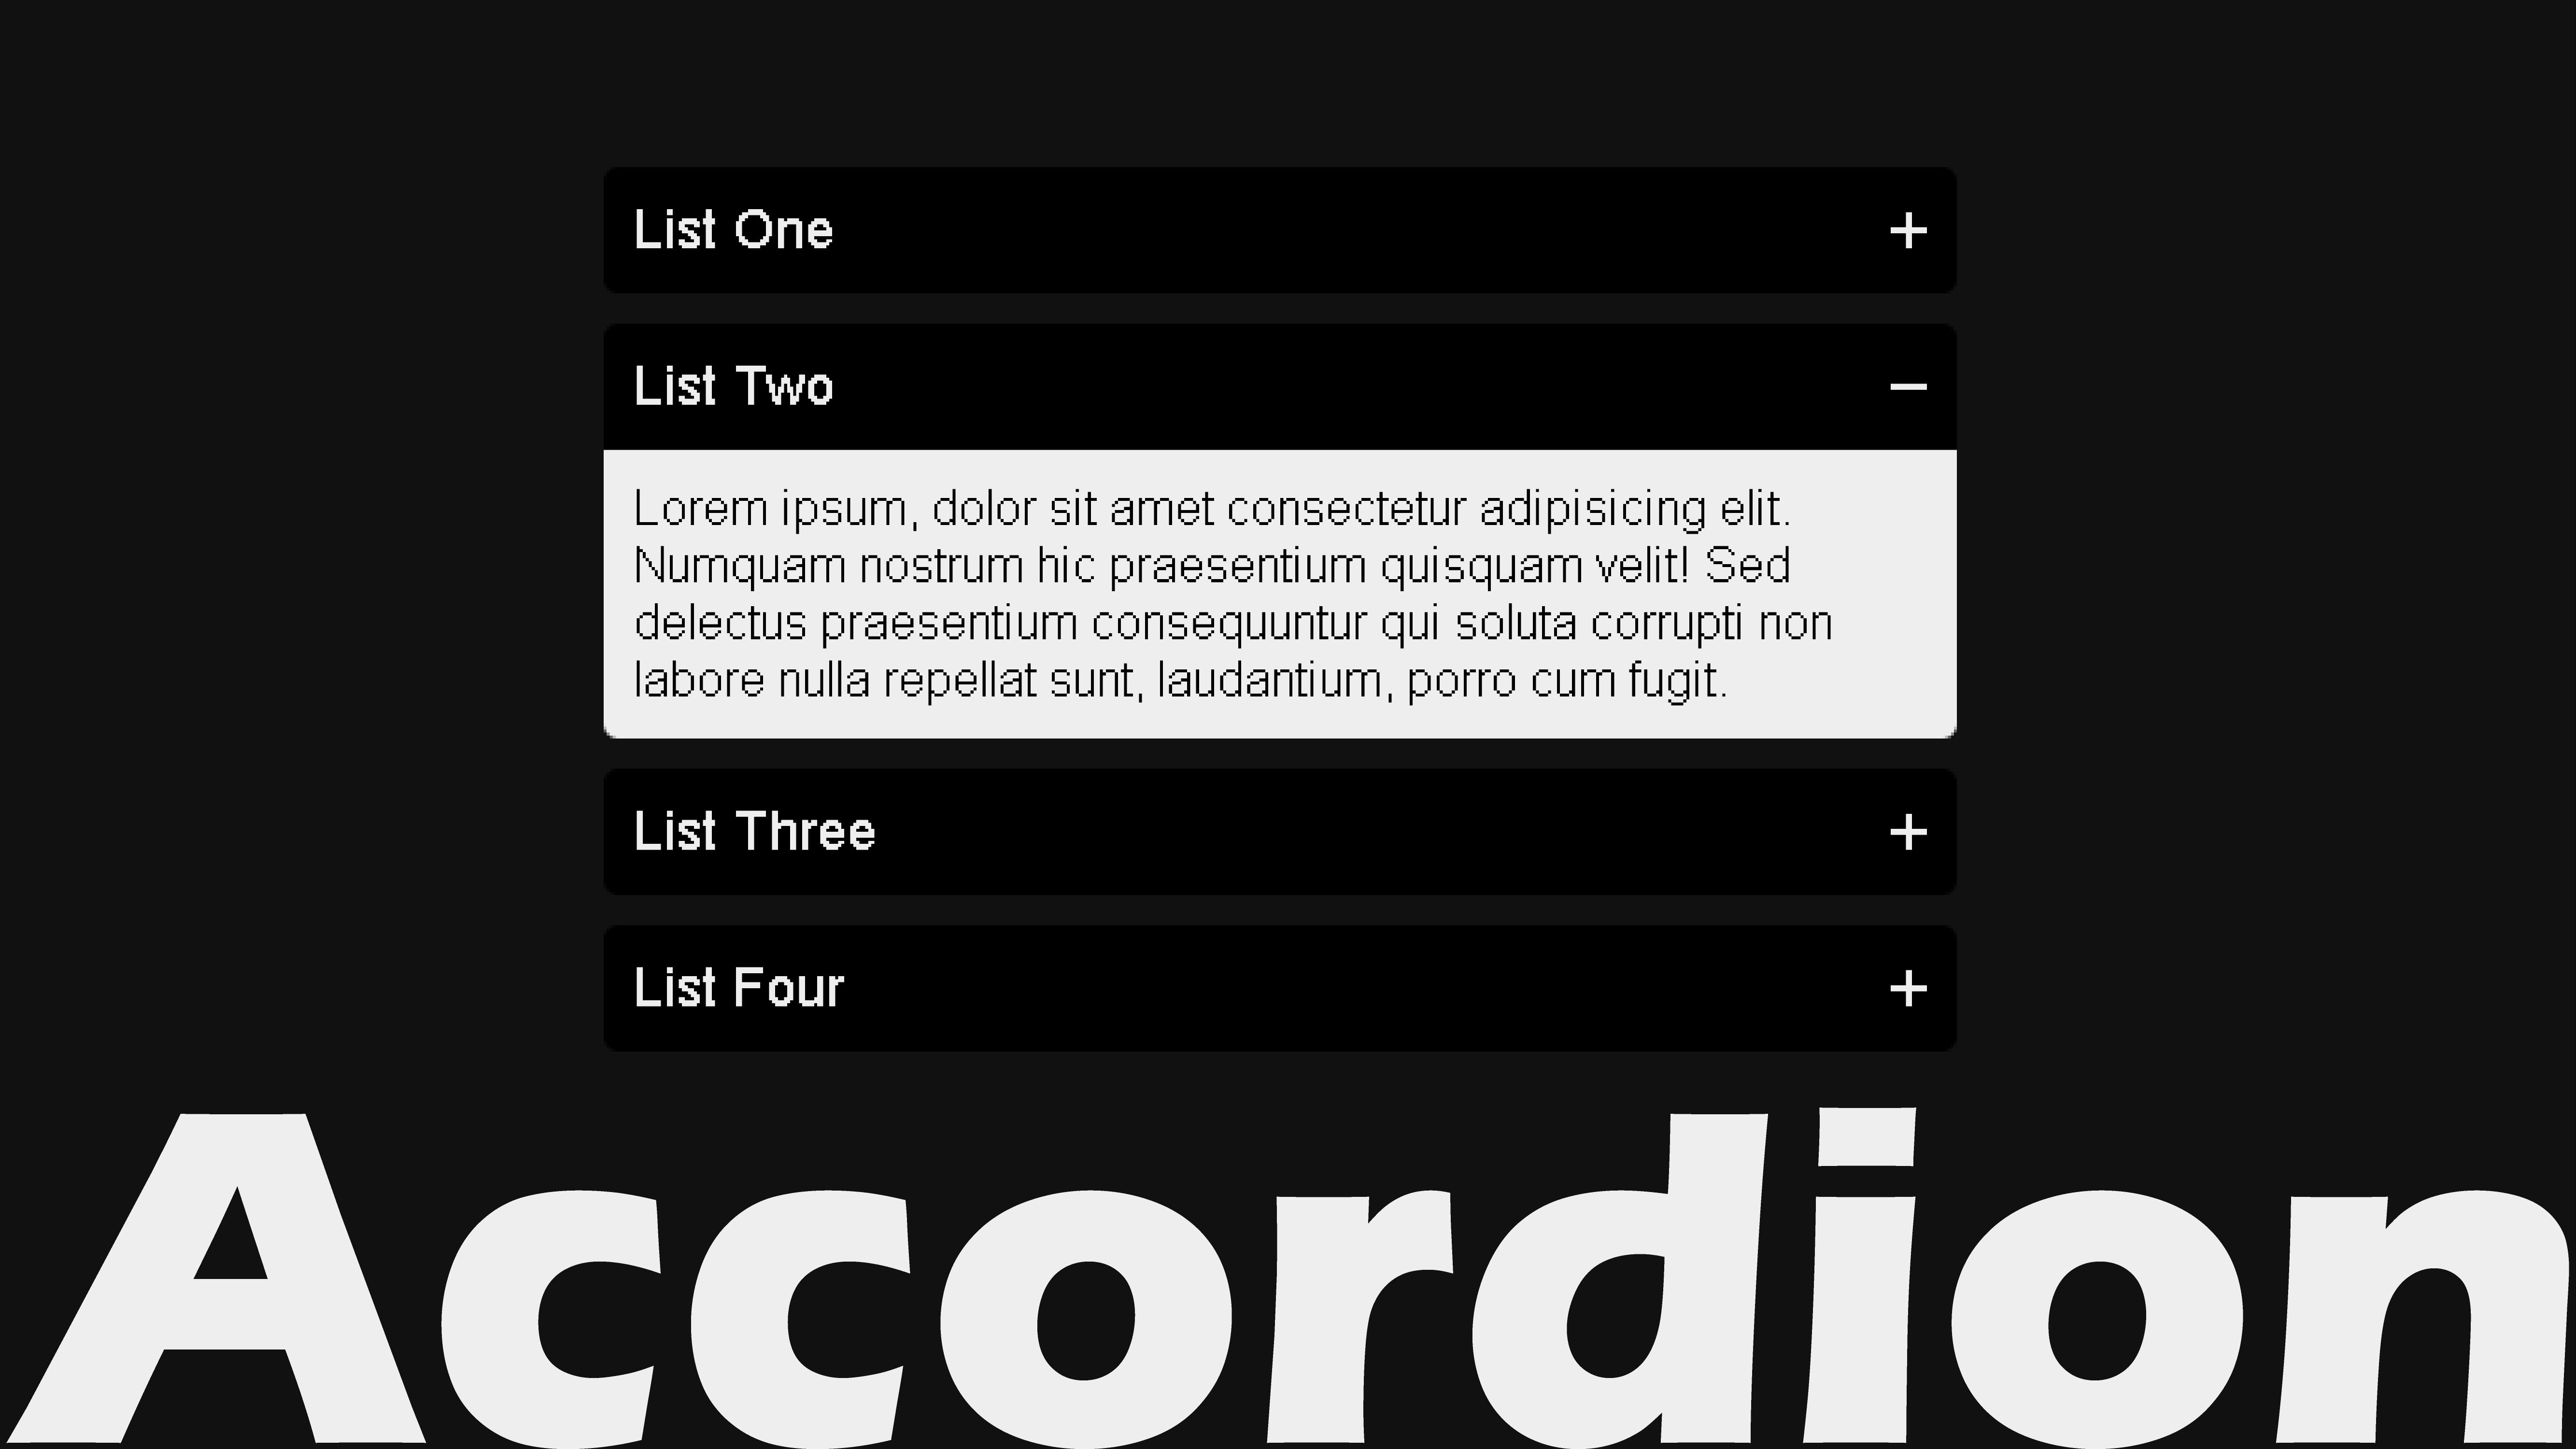 List One +
List Two −
Lorem ipsum, dolor sit amet consectetur adipisicing elit.
Numquam nostrum hic praesentium quisquam velit! Sed
delectus praesentium consequuntur qui soluta corrupti non
labore nulla repellat sunt, laudantium, porro cum fugit.
List Three +
List Four +
Accordion